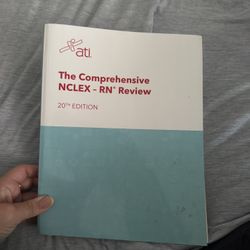 ati
The Comprehensive
NCLEX – RN® Review
20TH EDITION